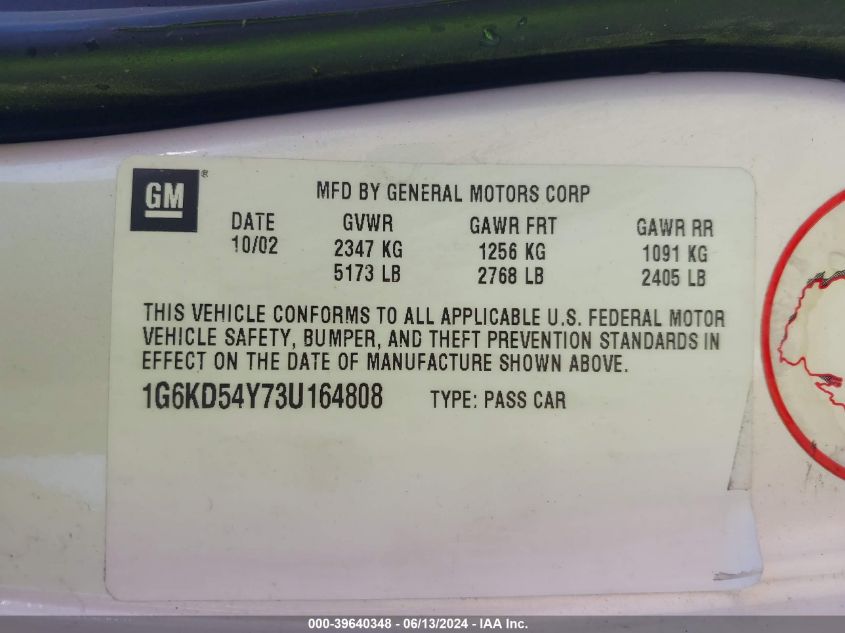 GM®
MFD BY GENERAL MOTORS CORP
DATE GVWR GAWR FRT GAWR RR
10/02 2347 KG 1256 KG 1091 KG
5173 LB 2768 LB 2405 LB
THIS VEHICLE CONFORMS TO ALL APPLICABLE U.S. FEDERAL MOTOR
VEHICLE SAFETY, BUMPER, AND THEFT PREVENTION STANDARDS IN
EFFECT ON THE DATE OF MANUFACTURE SHOWN ABOVE.
1G6KD54Y73U164808 TYPE: PASS CAR
000-39640348 - 06/13/2024 - IAA Inc.